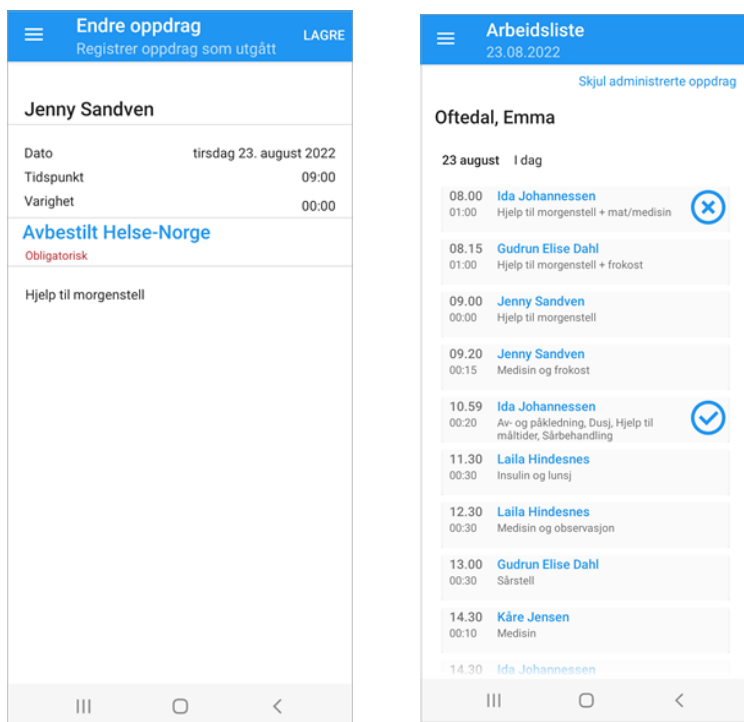 Endre oppdrag
Registrer oppdrag som utgått
LAGRE
Jenny Sandven
Dato tirsdag 23. august 2022
Tidspunkt 09:00
Varighet 00:00
Avbestilt Helse-Norge
Obligatorisk
Hjelp til morgenstell
Arbeidsliste
23.08.2022
Skjul administrerte oppdrag
Oftedal, Emma
23 august I dag
08.00 Ida Johannessen
01:00 Hjelp til morgenstell + mat/medisin
08.15 Gudrun Elise Dahl
01:00 Hjelp til morgenstell + frokost
09.00 Jenny Sandven
00:00 Hjelp til morgenstell
09.20 Jenny Sandven
00:15 Medisin og frokost
10.59 Ida Johannessen
00:20 Av- og påkledning, Dusj, Hjelp til
måltider, Sårbehandling
11.30 Laila Hindesnes
00:30 Insulin og lunsj
12.30 Laila Hindesnes
00:30 Medisin og observasjon
13.00 Gudrun Elise Dahl
00:30 Sårstell
14.30 Kåre Jensen
00:10 Medisin
14.30 Ida Johannessen